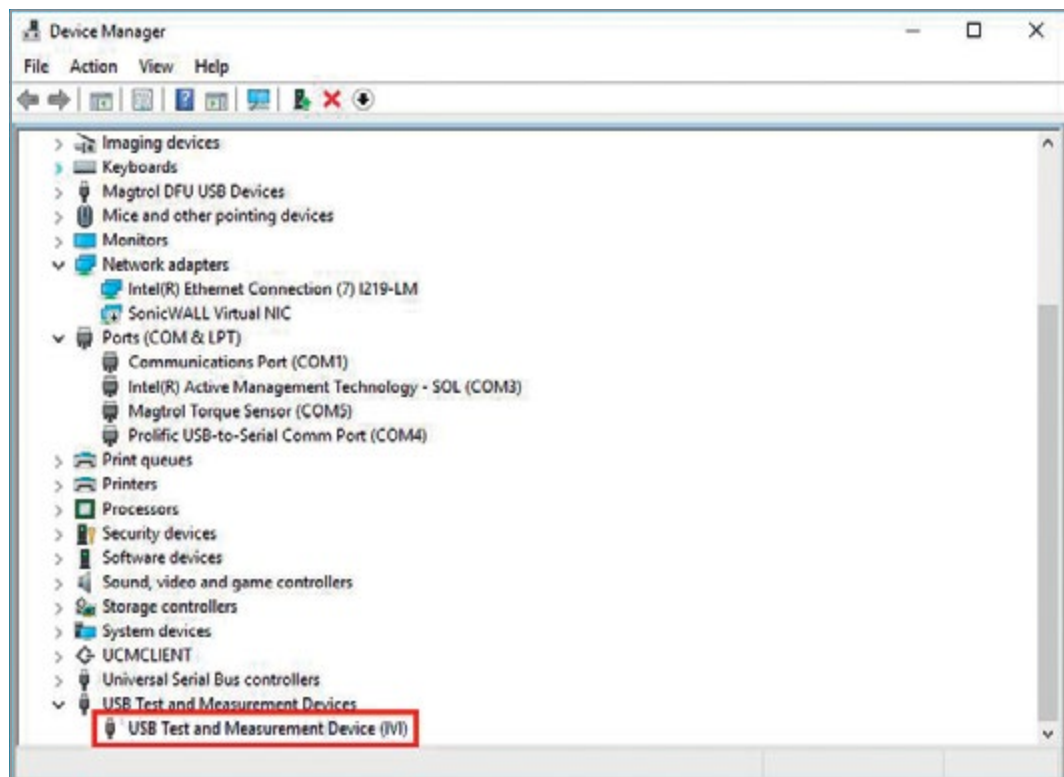 Device Manager
File Action View Help
Imaging devices
Keyboards
Magtrol DFU USB Devices
Mice and other pointing devices
Monitors
Network adapters
Intel(R) Ethernet Connection (7) I219-LM
SonicWALL Virtual NIC
Ports (COM & LPT)
Communications Port (COM1)
Intel(R) Active Management Technology - SOL (COM3)
Magtrol Torque Sensor (COM5)
Prolific USB-to-Serial Comm Port (COM4)
Print queues
Printers
Processors
Security devices
Software devices
Sound, video and game controllers
Storage controllers
System devices
UCMCLIENT
Universal Serial Bus controllers
USB Test and Measurement Devices
USB Test and Measurement Device (IVI)